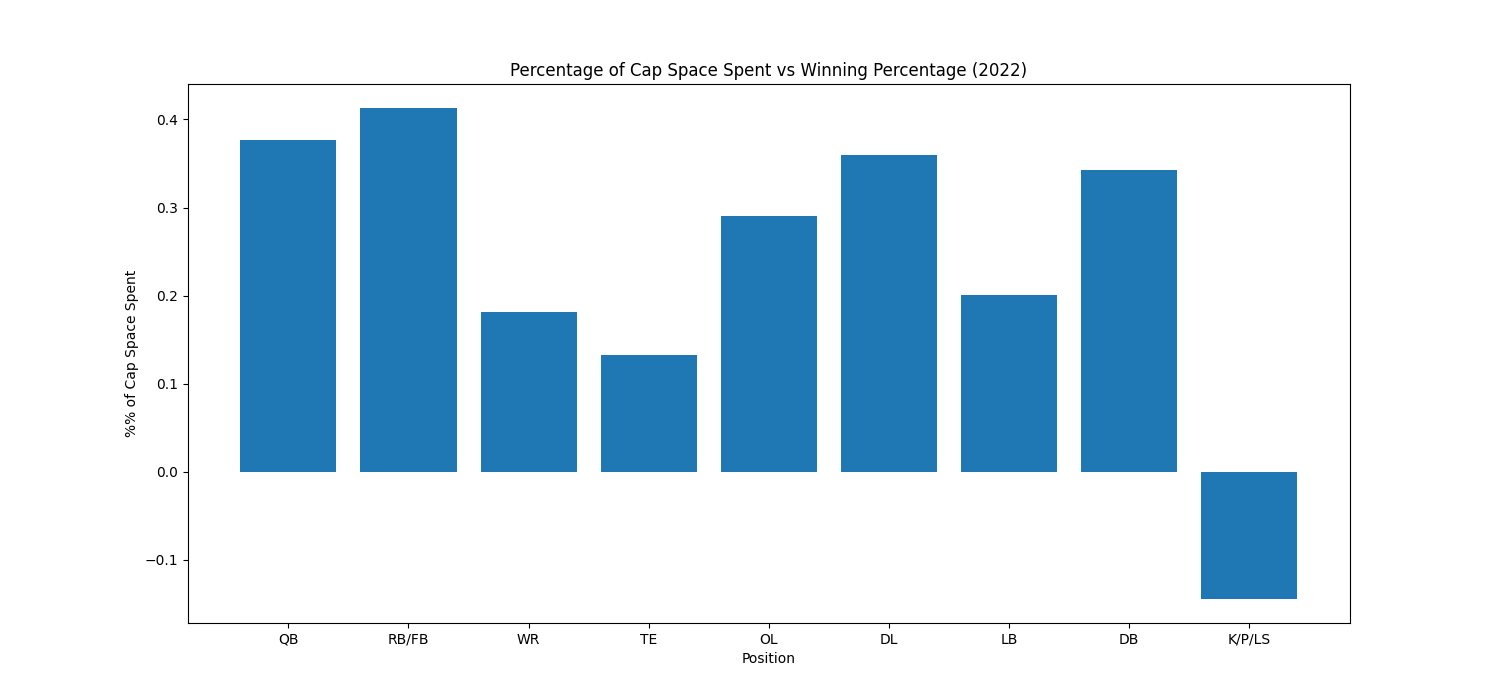 Percentage of Cap Space Spent vs Winning Percentage (2022)
%% of Cap Space Spent
0.4
0.3
0.2
0.1
0.0
−0.1
QB RB/FB WR TE OL DL LB DB K/P/LS
Position